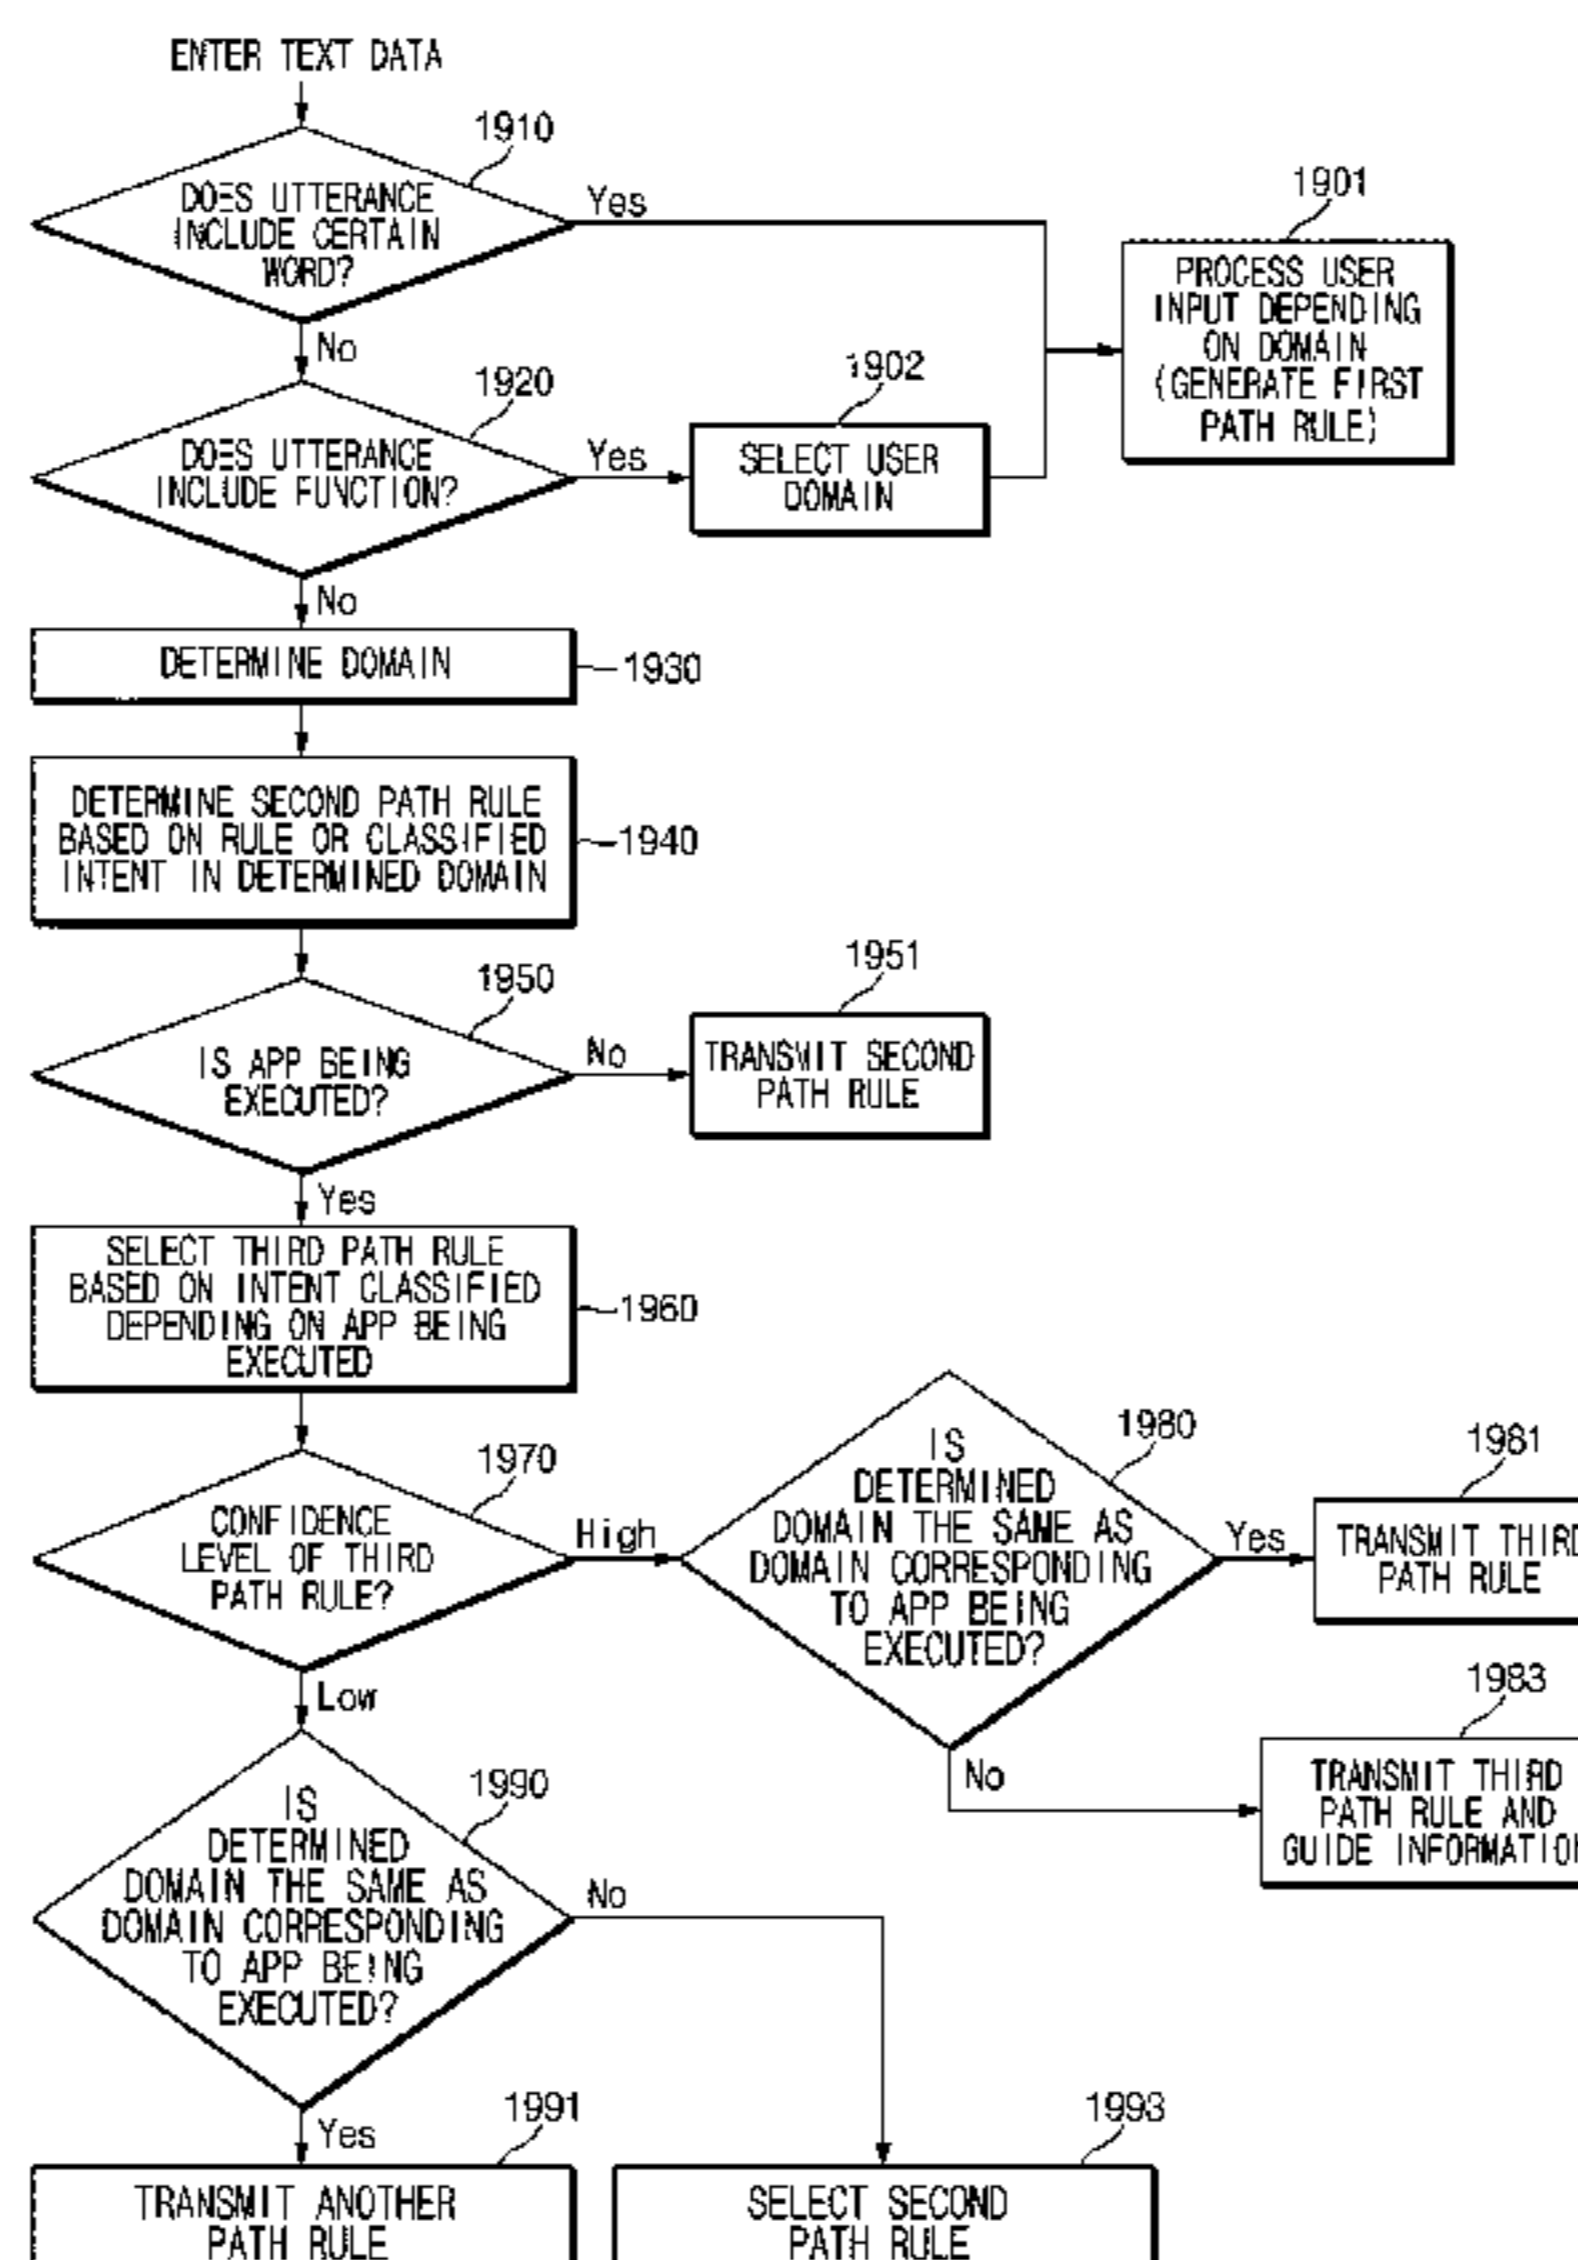 ENTER TEXT DATA
1910
DOES UTTERANCE
INCLUDE CERTAIN
WORD?
Yes
1901
PROCESS USER
INPUT DEPENDING
ON DOMAIN
(GENERATE FIRST
PATH RULE)
No
1920
DOES UTTERANCE
INCLUDE FUNCTION?
Yes
1902
SELECT USER
DOMAIN
No
DETERMINE DOMAIN
1930
DETERMINE SECOND PATH RULE
BASED ON RULE OR CLASSIFIED
INTENT IN DETERMINED DOMAIN
1940
1950
IS APP BEING
EXECUTED?
No
1951
TRANSMIT SECOND
PATH RULE
Yes
SELECT THIRD PATH RULE
BASED ON INTENT CLASSIFIED
DEPENDING ON APP BEING
EXECUTED
1960
1970
CONFIDENCE
LEVEL OF THIRD
PATH RULE?
High
1980
IS
DETERMINED
DOMAIN THE SAME AS
DOMAIN CORRESPONDING
TO APP BEING
EXECUTED?
Yes
1981
TRANSMIT THIRD
PATH RULE
No
1983
TRANSMIT THIRD
PATH RULE AND
GUIDE INFORMATION
Low
1990
IS
DETERMINED
DOMAIN THE SAME AS
DOMAIN CORRESPONDING
TO APP BEING
EXECUTED?
No
Yes
1991
TRANSMIT ANOTHER
PATH RULE
1993
SELECT SECOND
PATH RULE